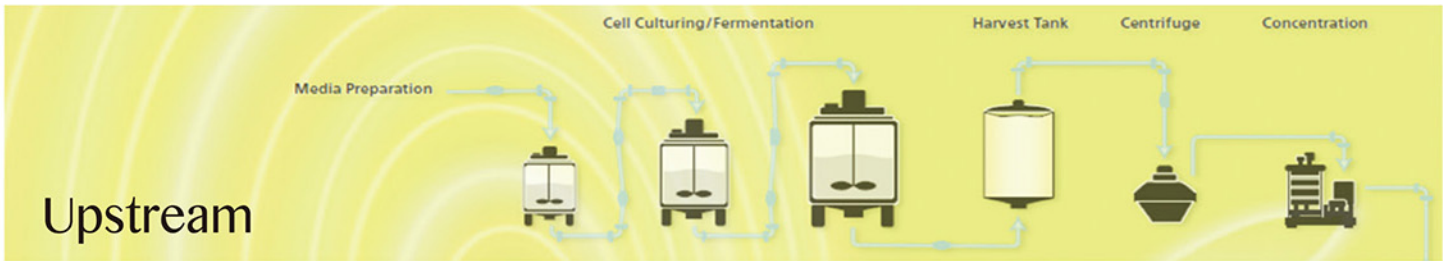 Cell Culturing/Fermentation
Harvest Tank
Centrifuge
Concentration
Media Preparation
Upstream